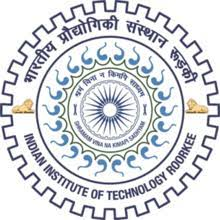 भारतीय प्रौद्योगिकी संस्थान रूड़की
श्रमं विना न किमपि साध्यम्
SHRAMAM VINA NA KIMAPI SADHYAM
INDIAN INSTITUTE OF TECHNOLOGY ROORKEE